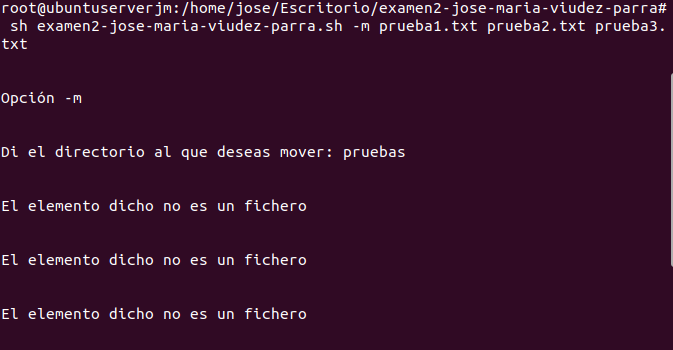 root@ubuntuserverjm:/home/jose/Escritorio/examen2-jose-maria-viudez-parra#
sh examen2-jose-maria-viudez-parra.sh -m prueba1.txt prueba2.txt prueba3.
txt
Opción -m
Di el directorio al que deseas mover: pruebas
El elemento dicho no es un fichero
El elemento dicho no es un fichero
El elemento dicho no es un fichero